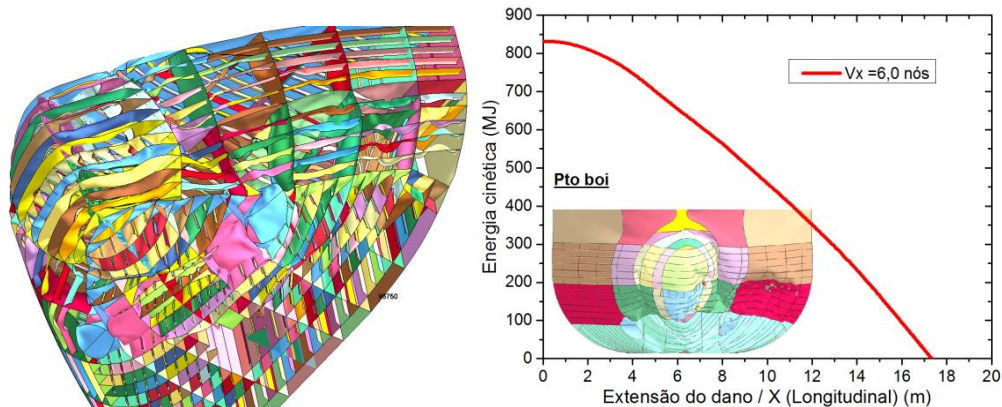 65750
900
800
700
600
500
400
300
200
100
0
Energia cinética (MJ)
Vx =6,0 nós
Pto boi
0 2 4 6 8 10 12 14 16 18 20
Extensão do dano / X (Longitudinal) (m)